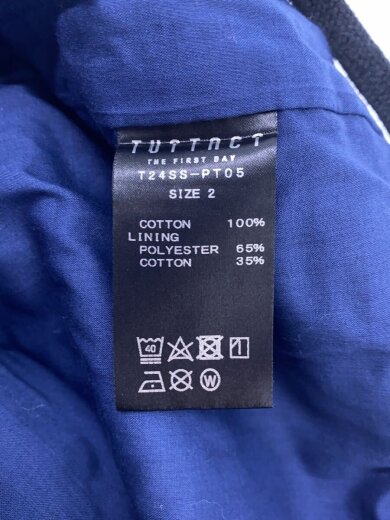 TUTTACT
THE FIRST DAY
T24SS-PT05
SIZE 2
COTTON 100%
LINING
POLYESTER 65%
COTTON 35%
40
W